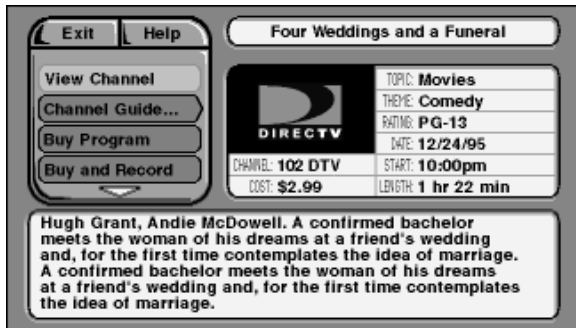 Exit Help
Four Weddings and a Funeral
View Channel
Channel Guide...
Buy Program
Buy and Record
DIRECTV
TOPIC: Movies
THEME: Comedy
RATING: PG-13
DATE: 12/24/95
CHANNEL: 102 DTV
START: 10:00pm
COST: $2.99
LENGTH: 1 hr 22 min
Hugh Grant, Andie McDowell. A confirmed bachelor
meets the woman of his dreams at a friend's wedding
and, for the first time contemplates the idea of marriage.
A confirmed bachelor meets the woman of his dreams
at a friend's wedding and, for the first time contemplates
the idea of marriage.